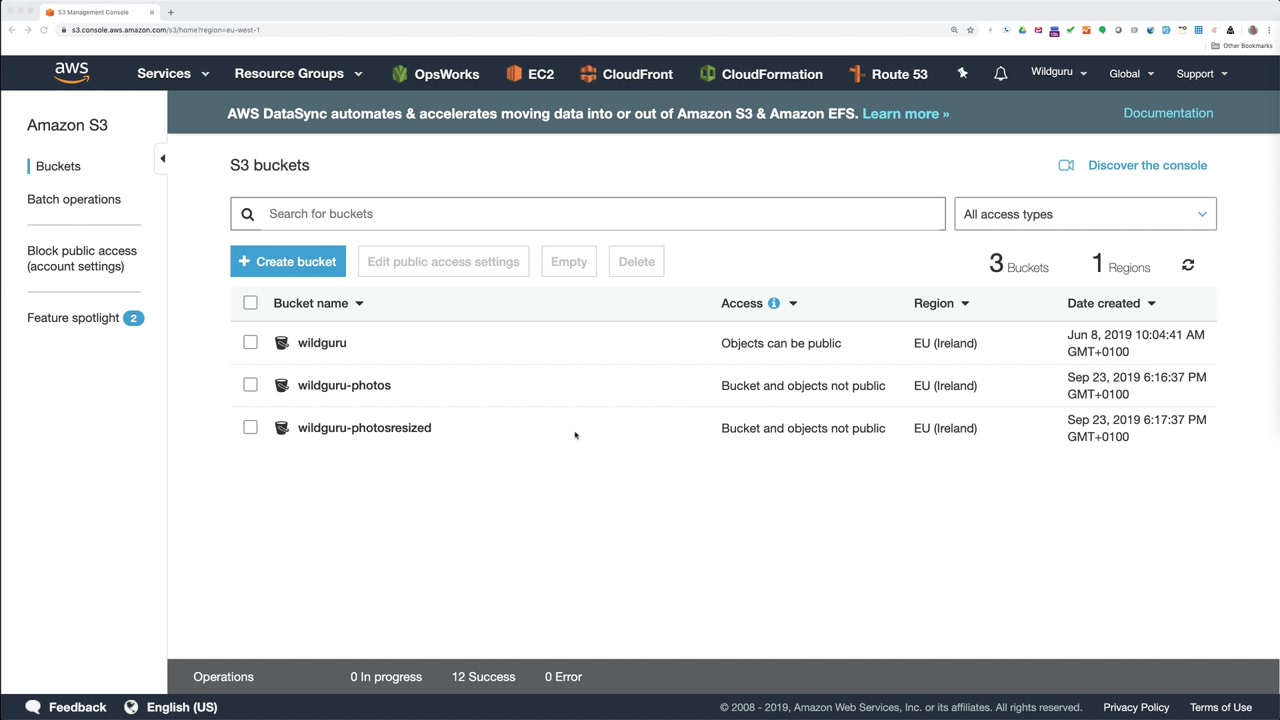 S3 Management Console
s3.console.aws.amazon.com/s3/home?region=eu-west-1
Other Bookmarks
aws
Services
Resource Groups
OpsWorks
EC2
CloudFront
CloudFormation
Route 53
Wildguru
Global
Support
Amazon S3
Buckets
Batch operations
Block public access
(account settings)
Feature spotlight 2
AWS DataSync automates & accelerates moving data into or out of Amazon S3 & Amazon EFS. Learn more »
Documentation
S3 buckets
Discover the console
Search for buckets
All access types
+ Create bucket
Edit public access settings
Empty
Delete
3 Buckets
1 Regions
Bucket name
Access
Region
Date created
wildguru
Objects can be public
EU (Ireland)
Jun 8, 2019 10:04:41 AM
GMT+0100
wildguru-photos
Bucket and objects not public
EU (Ireland)
Sep 23, 2019 6:16:37 PM
GMT+0100
wildguru-photosresized
Bucket and objects not public
EU (Ireland)
Sep 23, 2019 6:17:37 PM
GMT+0100
Operations
0 In progress
12 Success
0 Error
Feedback
English (US)
© 2008 - 2019, Amazon Web Services, Inc. or its affiliates. All rights reserved.
Privacy Policy
Terms of Use